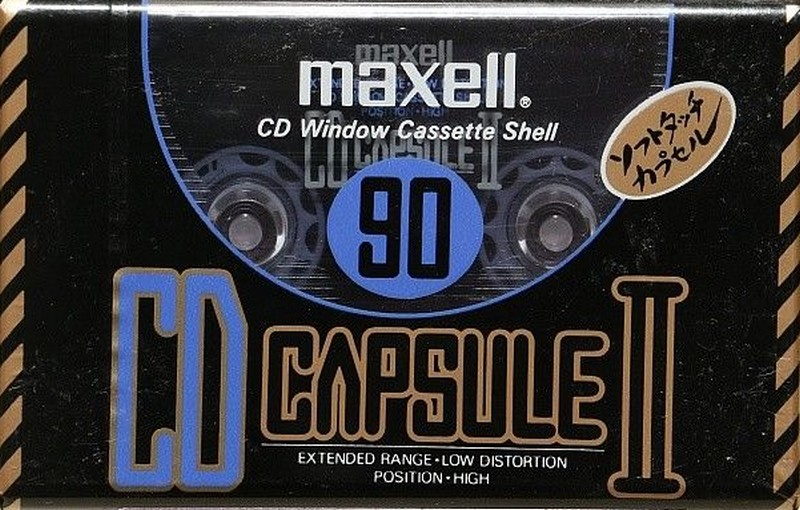 maxell®
CD Window Cassette Shell
ソフトタッチ
カプセル
90
CD CAPSULE II
EXTENDED RANGE・LOW DISTORTION
POSITION・HIGH